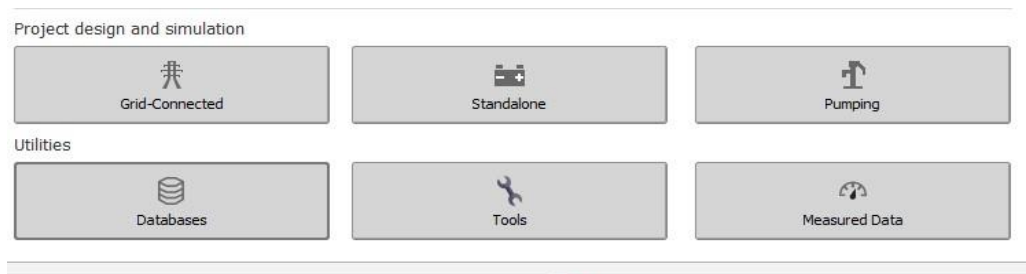 Project design and simulation
Grid-Connected Standalone Pumping
Utilities
Databases Tools Measured Data